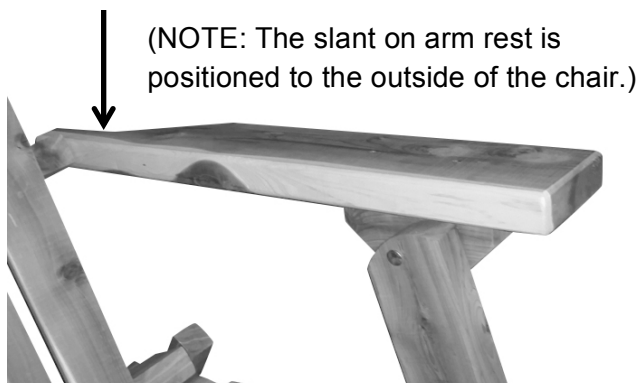 (NOTE: The slant on arm rest is
positioned to the outside of the chair.)